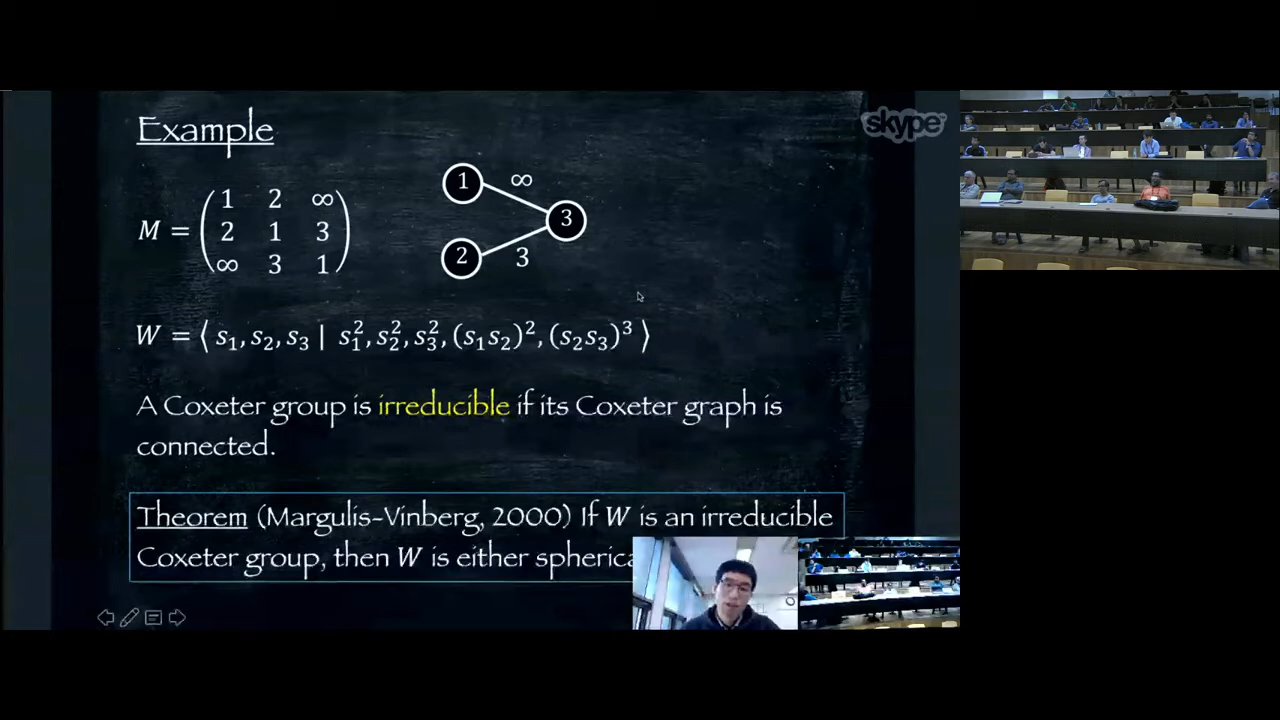 Example
skype
M = (1 2 ∞
2 1 3
∞ 3 1)
1 ∞ 3
2 3
W = ⟨ s₁, s₂, s₃ | s₁², s₂², s₃², (s₁s₂)², (s₂s₃)³ ⟩
A Coxeter group is irreducible if its Coxeter graph is
connected.
Theorem (Margulis-Vinberg, 2000) If W is an irreducible
Coxeter group, then W is either spherica